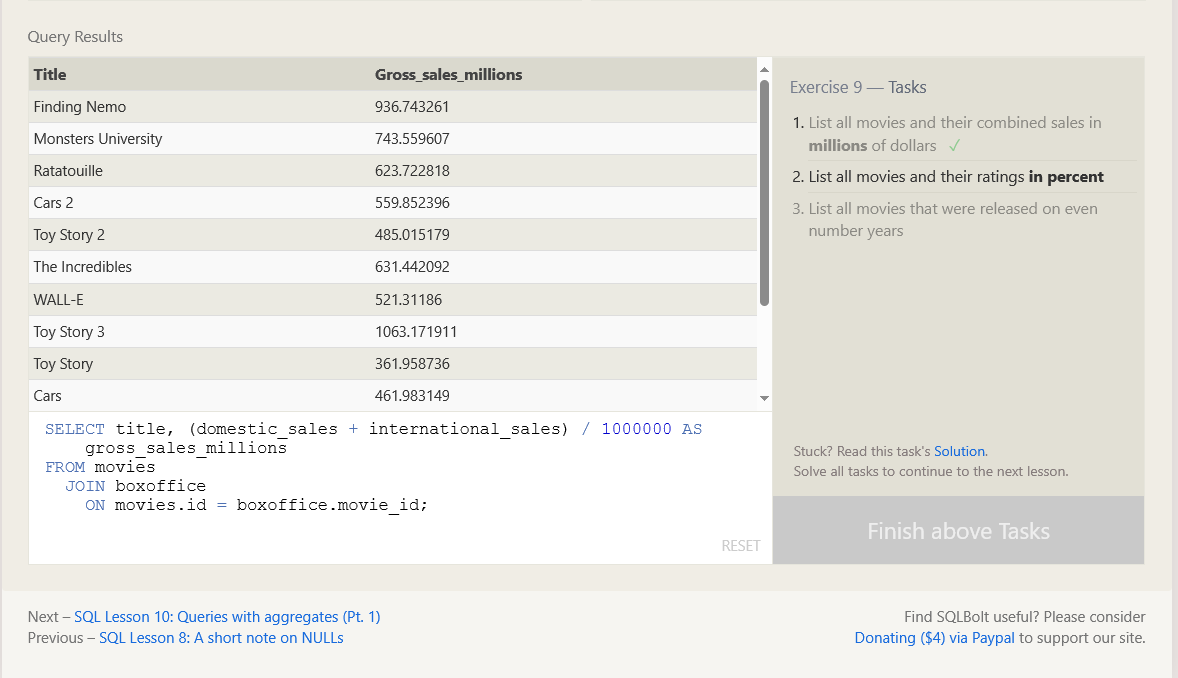 Query Results
Title Gross_sales_millions
Finding Nemo 936.743261
Monsters University 743.559607
Ratatouille 623.722818
Cars 2 559.852396
Toy Story 2 485.015179
The Incredibles 631.442092
WALL-E 521.31186
Toy Story 3 1063.171911
Toy Story 361.958736
Cars 461.983149
SELECT title, (domestic_sales + international_sales) / 1000000 AS
gross_sales_millions
FROM movies
JOIN boxoffice
ON movies.id = boxoffice.movie_id;
RESET
Exercise 9 — Tasks
1. List all movies and their combined sales in
millions of dollars ✓
2. List all movies and their ratings in percent
3. List all movies that were released on even
number years
Stuck? Read this task's Solution.
Solve all tasks to continue to the next lesson.
Finish above Tasks
Next – SQL Lesson 10: Queries with aggregates (Pt. 1)
Previous – SQL Lesson 8: A short note on NULLs
Find SQLBolt useful? Please consider
Donating ($4) via Paypal to support our site.